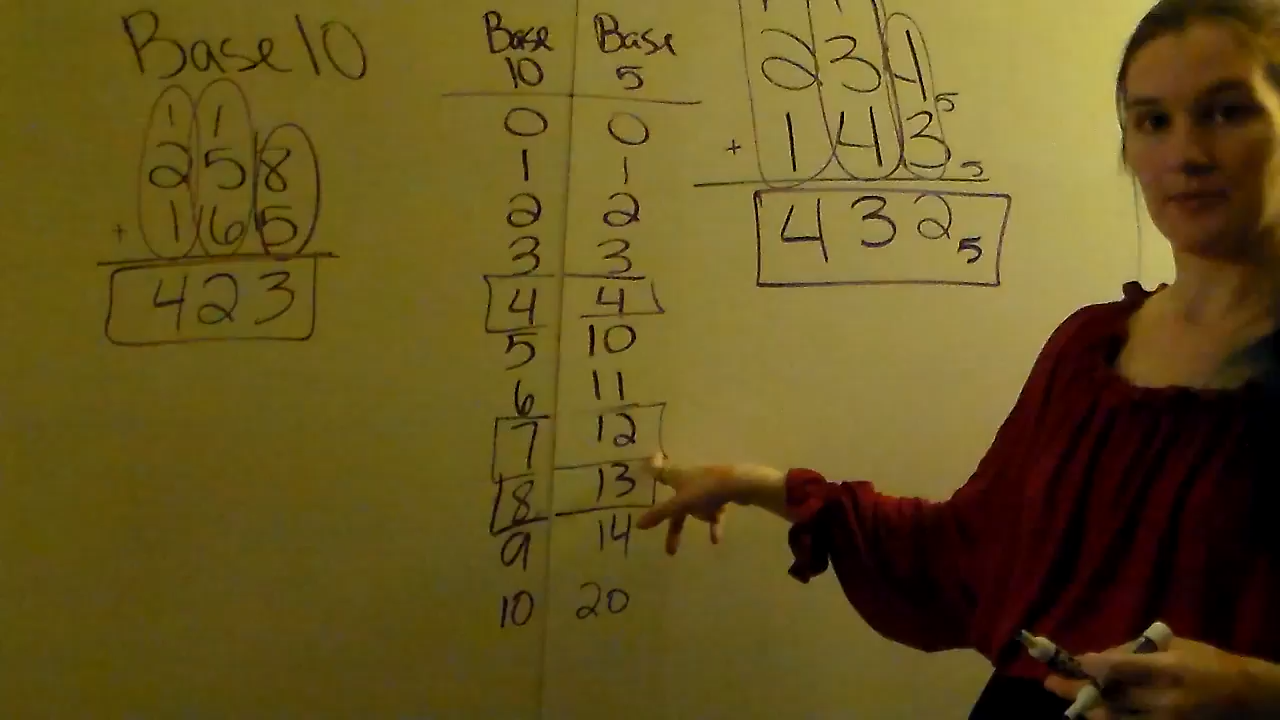 Base 10
1 1
2 5 8
+ 1 6 5
4 2 3
Base Base
10 5
0 0
1 1
2 2
3 3
4 4
5 10
6 11
7 12
8 13
9 14
10 20
1 1
2 3 4 5
+ 1 4 3 5
4 3 2 5